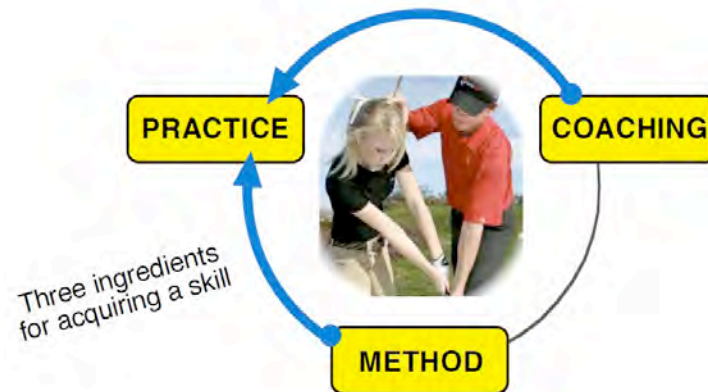 PRACTICE
COACHING
Three ingredients
for acquiring a skill
METHOD